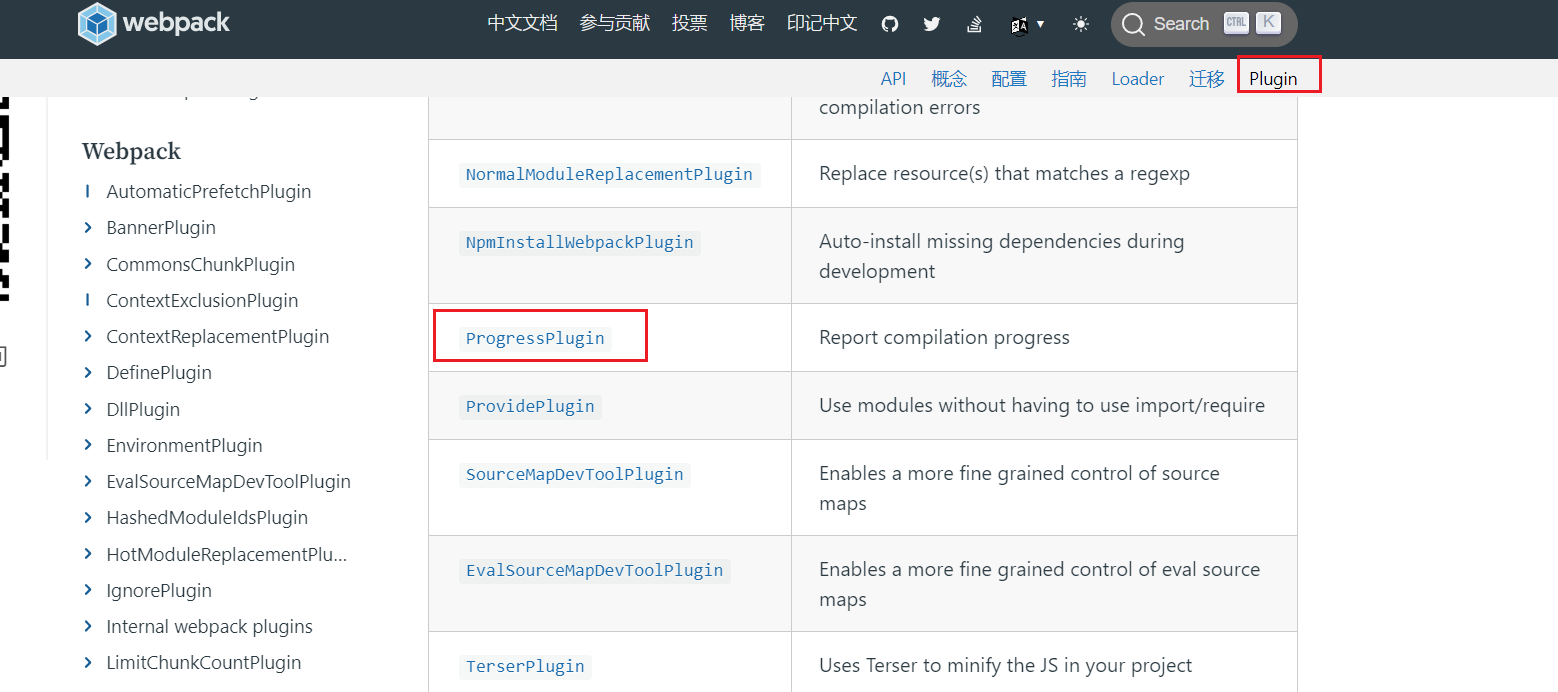 webpack
中文文档 参与贡献 投票 博客 印记中文 Search CTRL K
API 概念 配置 指南 Loader 迁移 Plugin
Webpack
AutomaticPrefetchPlugin
BannerPlugin
CommonsChunkPlugin
ContextExclusionPlugin
ContextReplacementPlugin
DefinePlugin
DllPlugin
EnvironmentPlugin
EvalSourceMapDevToolPlugin
HashedModuleIdsPlugin
HotModuleReplacementPlu...
IgnorePlugin
Internal webpack plugins
LimitChunkCountPlugin
compilation errors
NormalModuleReplacementPlugin Replace resource(s) that matches a regexp
NpmInstallWebpackPlugin Auto-install missing dependencies during
development
ProgressPlugin Report compilation progress
ProvidePlugin Use modules without having to use import/require
SourceMapDevToolPlugin Enables a more fine grained control of source
maps
EvalSourceMapDevToolPlugin Enables a more fine grained control of eval source
maps
TerserPlugin Uses Terser to minify the JS in your project